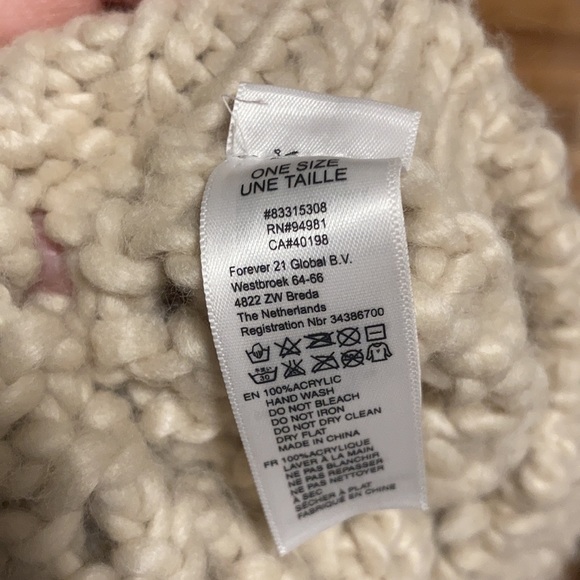 ONE SIZE
UNE TAILLE
#83315308
RN#94981
CA#40198
Forever 21 Global B.V.
Westbroek 64-66
4822 ZW Breda
The Netherlands
Registration Nbr 34386700
30
EN 100%ACRYLIC
HAND WASH
DO NOT BLEACH
DO NOT IRON
DO NOT DRY CLEAN
DRY FLAT
MADE IN CHINA
FR 100%ACRYLIQUE
LAVER À LA MAIN
NE PAS BLANCHIR
NE PAS REPASSER
NE PAS NETTOYER
À SEC
SÉCHER À PLAT
FABRIQUÉ EN CHINE